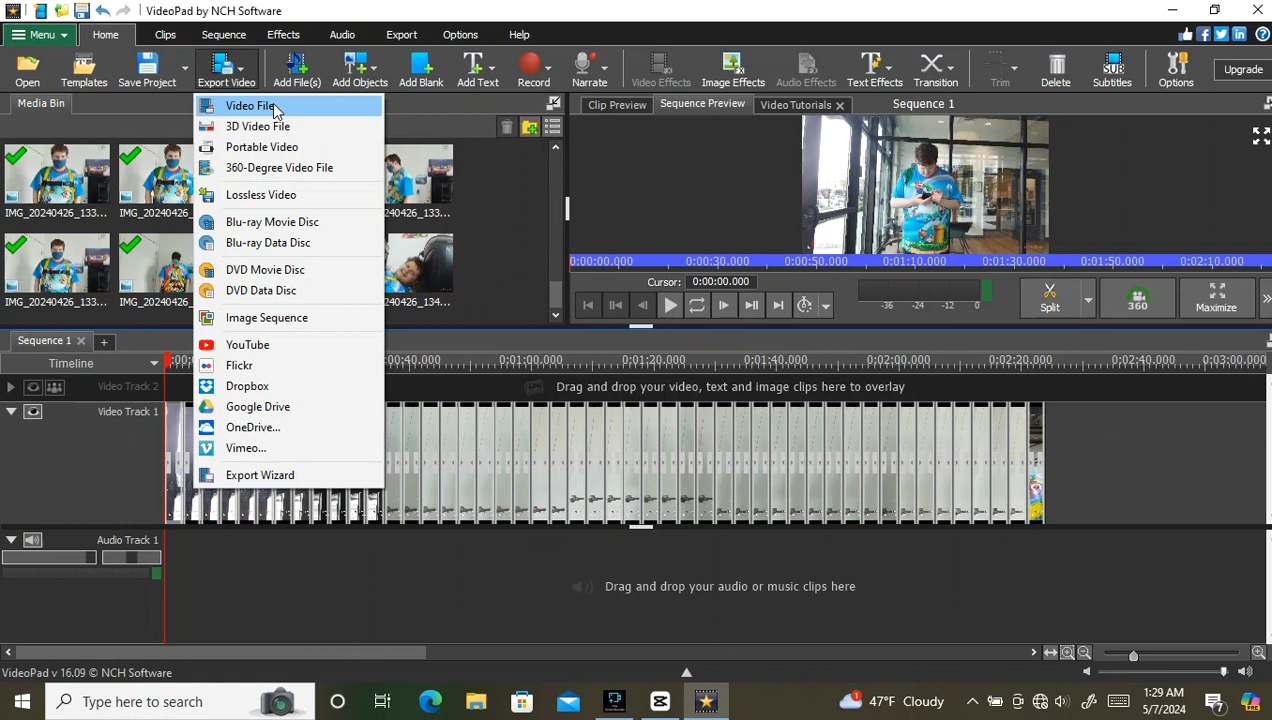 VideoPad by NCH Software
Menu Home Clips Sequence Effects Audio Export Options Help
Open Templates Save Project Export Video Add File(s) Add Objects Add Blank Add Text Record Narrate Video Effects Image Effects Audio Effects Text Effects Transition Trim Delete Subtitles Options Upgrade
SUB
Media Bin
Video File
3D Video File
Portable Video
360-Degree Video File
Lossless Video
Blu-ray Movie Disc
Blu-ray Data Disc
DVD Movie Disc
DVD Data Disc
Image Sequence
YouTube
Flickr
Dropbox
Google Drive
OneDrive...
Vimeo...
Export Wizard
IMG_20240426_133... IMG_20240426_133...
IMG_20240426_133... IMG_20240426_134...
Clip Preview Sequence Preview Video Tutorials Sequence 1
0:00:00.000 0:00:30.000 0:00:50.000 0:01:10.000 0:01:30.000 0:01:50.000 0:02:10.000
Cursor: 0:00:00.000
-36 -24 -12 0
Split 360 Maximize
360
Sequence 1
Timeline
0:01:00.000 0:01:20.000 0:01:40.000 0:02:00.000 0:02:20.000 0:02:40.000 0:03:00.000
Video Track 2 Drag and drop your video, text and image clips here to overlay
Video Track 1
Audio Track 1
Drag and drop your audio or music clips here
VideoPad v 16.09 © NCH Software
Type here to search
47°F Cloudy
1:29 AM
5/7/2024